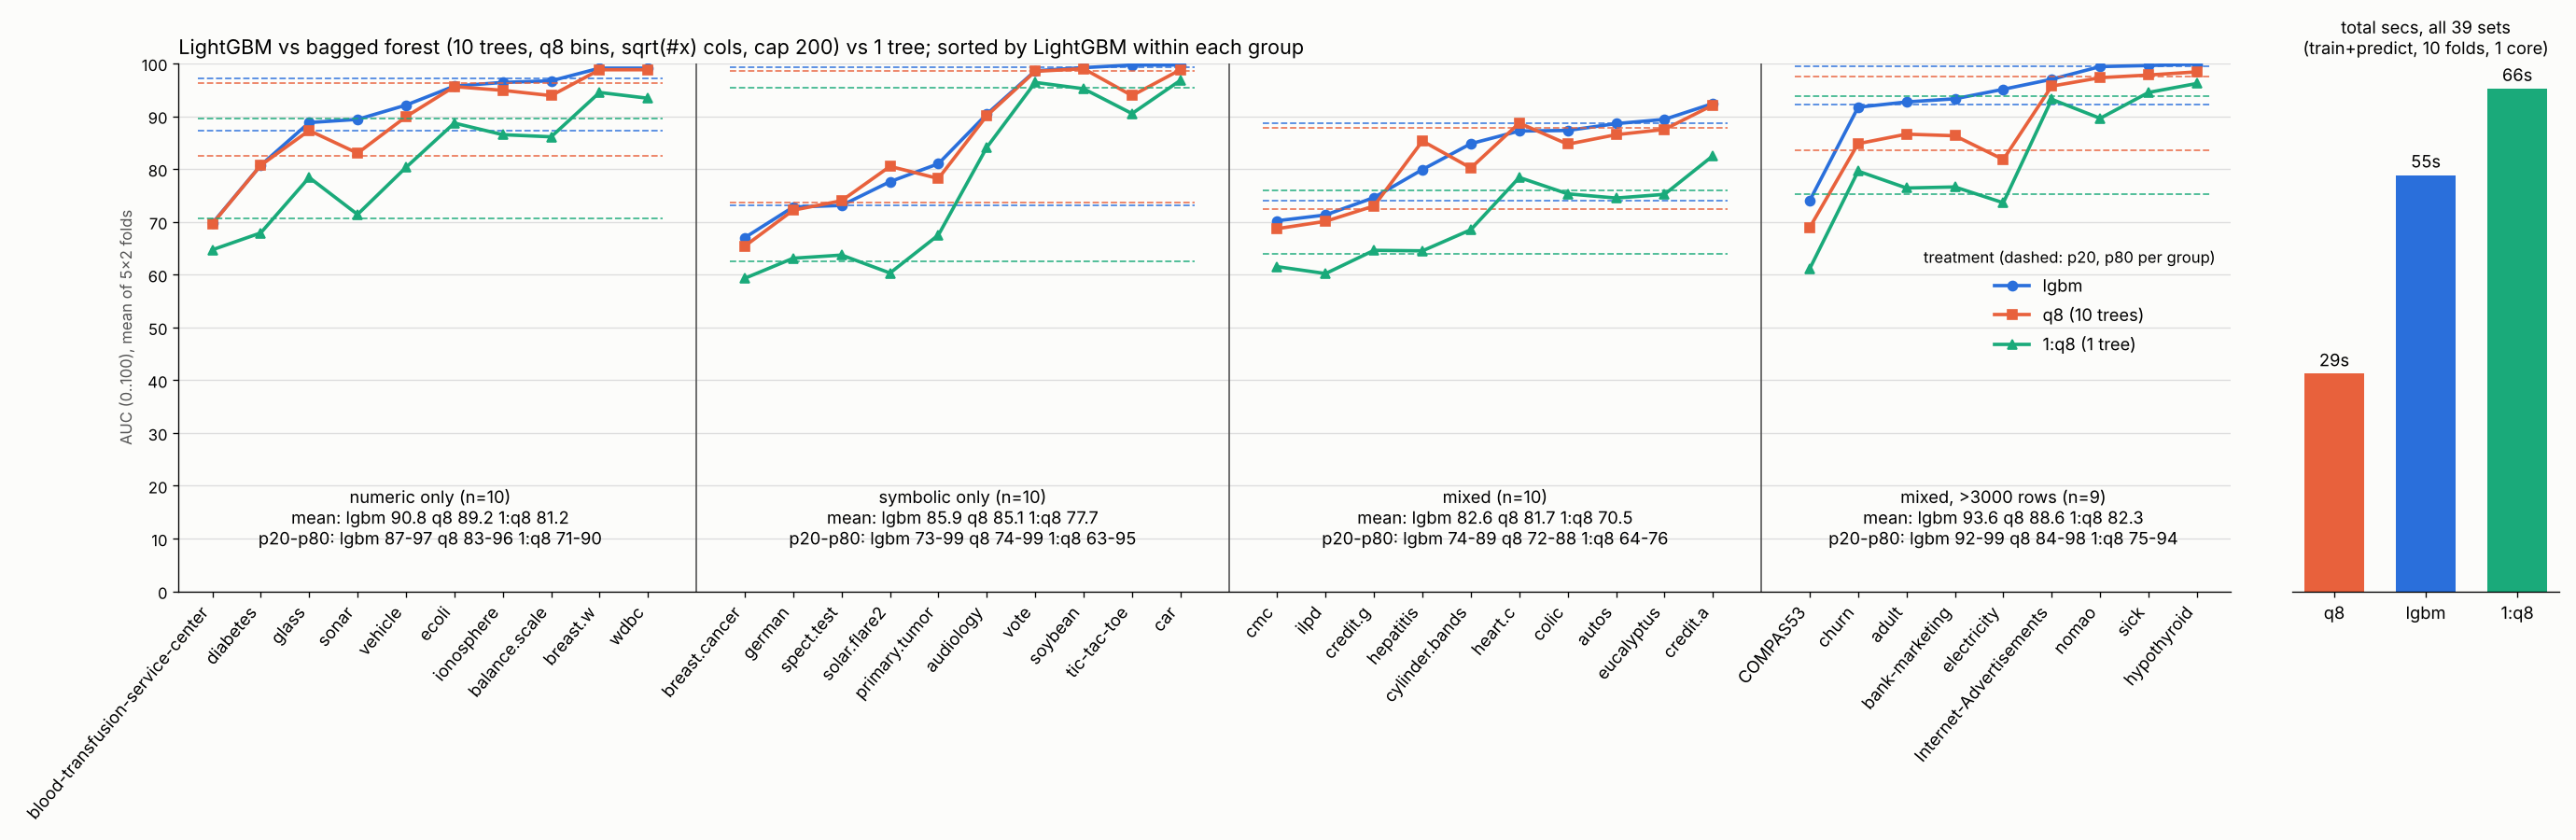 LightGBM vs bagged forest (10 trees, q8 bins, sqrt(#x) cols, cap 200) vs 1 tree; sorted by LightGBM within each group
AUC (0..100), mean of 5×2 folds
100
90
80
70
60
50
40
30
20
10
0
numeric only (n=10)
mean: lgbm 90.8 q8 89.2 1:q8 81.2
p20-p80: lgbm 87-97 q8 83-96 1:q8 71-90
symbolic only (n=10)
mean: lgbm 85.9 q8 85.1 1:q8 77.7
p20-p80: lgbm 73-99 q8 74-99 1:q8 63-95
mixed (n=10)
mean: lgbm 82.6 q8 81.7 1:q8 70.5
p20-p80: lgbm 74-89 q8 72-88 1:q8 64-76
treatment (dashed: p20, p80 per group)
lgbm
q8 (10 trees)
1:q8 (1 tree)
mixed, >3000 rows (n=9)
mean: lgbm 93.6 q8 88.6 1:q8 82.3
p20-p80: lgbm 92-99 q8 84-98 1:q8 75-94
blood-transfusion-service-center
diabetes
glass
sonar
vehicle
ecoli
ionosphere
balance.scale
breast.w
wdbc
breast.cancer
german
spect.test
solar.flare2
primary.tumor
audiology
vote
soybean
tic-tac-toe
car
cmc
ilpd
credit.g
hepatitis
cylinder.bands
heart.c
colic
autos
eucalyptus
credit.a
COMPAS53
churn
adult
bank-marketing
electricity
Internet-Advertisements
nomao
sick
hypothyroid
total secs, all 39 sets
(train+predict, 10 folds, 1 core)
29s
55s
66s
q8
lgbm
1:q8